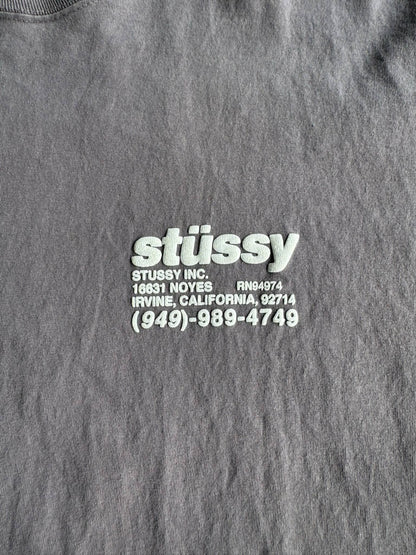 stüssy
STUSSY INC.
16631 NOYES RN94974
IRVINE, CALIFORNIA, 92714
(949)-989-4749